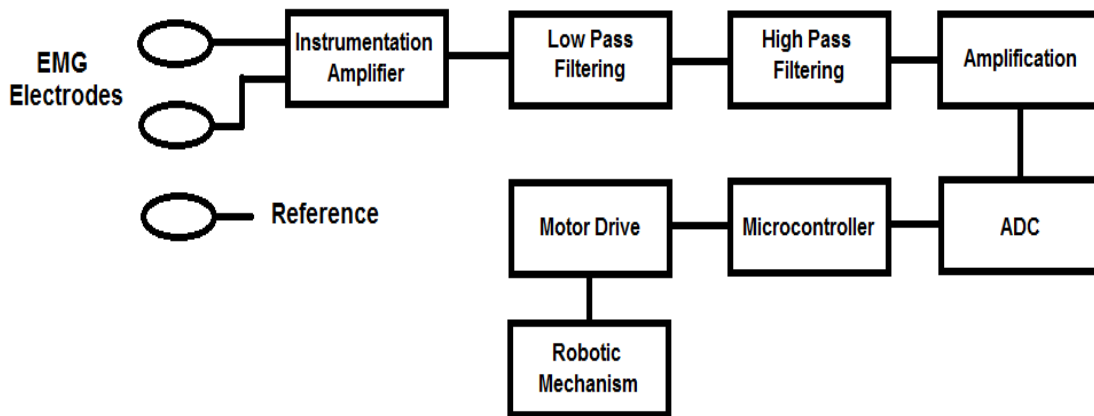 EMG
Electrodes
Instrumentation
Amplifier
Low Pass
Filtering
High Pass
Filtering
Amplification
Reference
Motor Drive
Microcontroller
ADC
Robotic
Mechanism